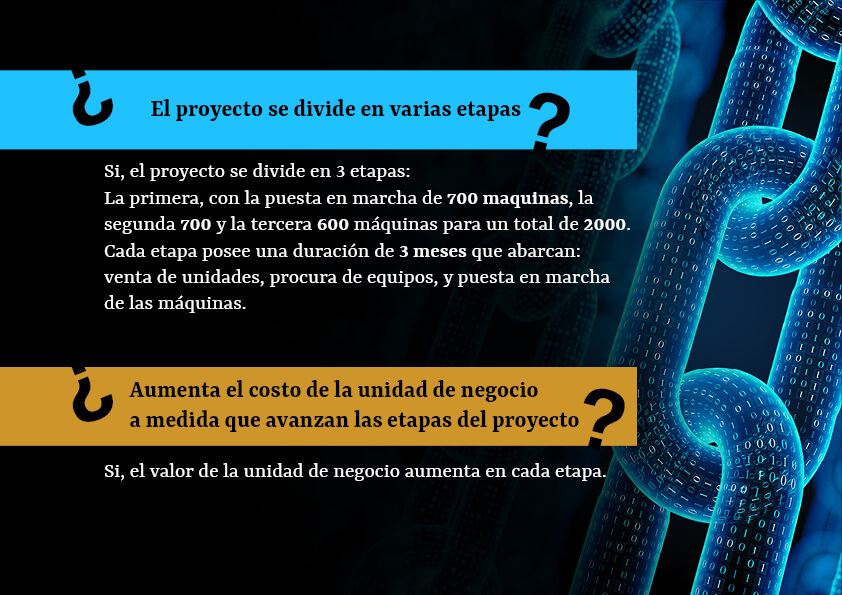 ¿El proyecto se divide en varias etapas?
Si, el proyecto se divide en 3 etapas:
La primera, con la puesta en marcha de 700 maquinas, la
segunda 700 y la tercera 600 máquinas para un total de 2000.
Cada etapa posee una duración de 3 meses que abarcan:
venta de unidades, procura de equipos, y puesta en marcha
de las máquinas.
¿Aumenta el costo de la unidad de negocio
a medida que avanzan las etapas del proyecto?
Si, el valor de la unidad de negocio aumenta en cada etapa.